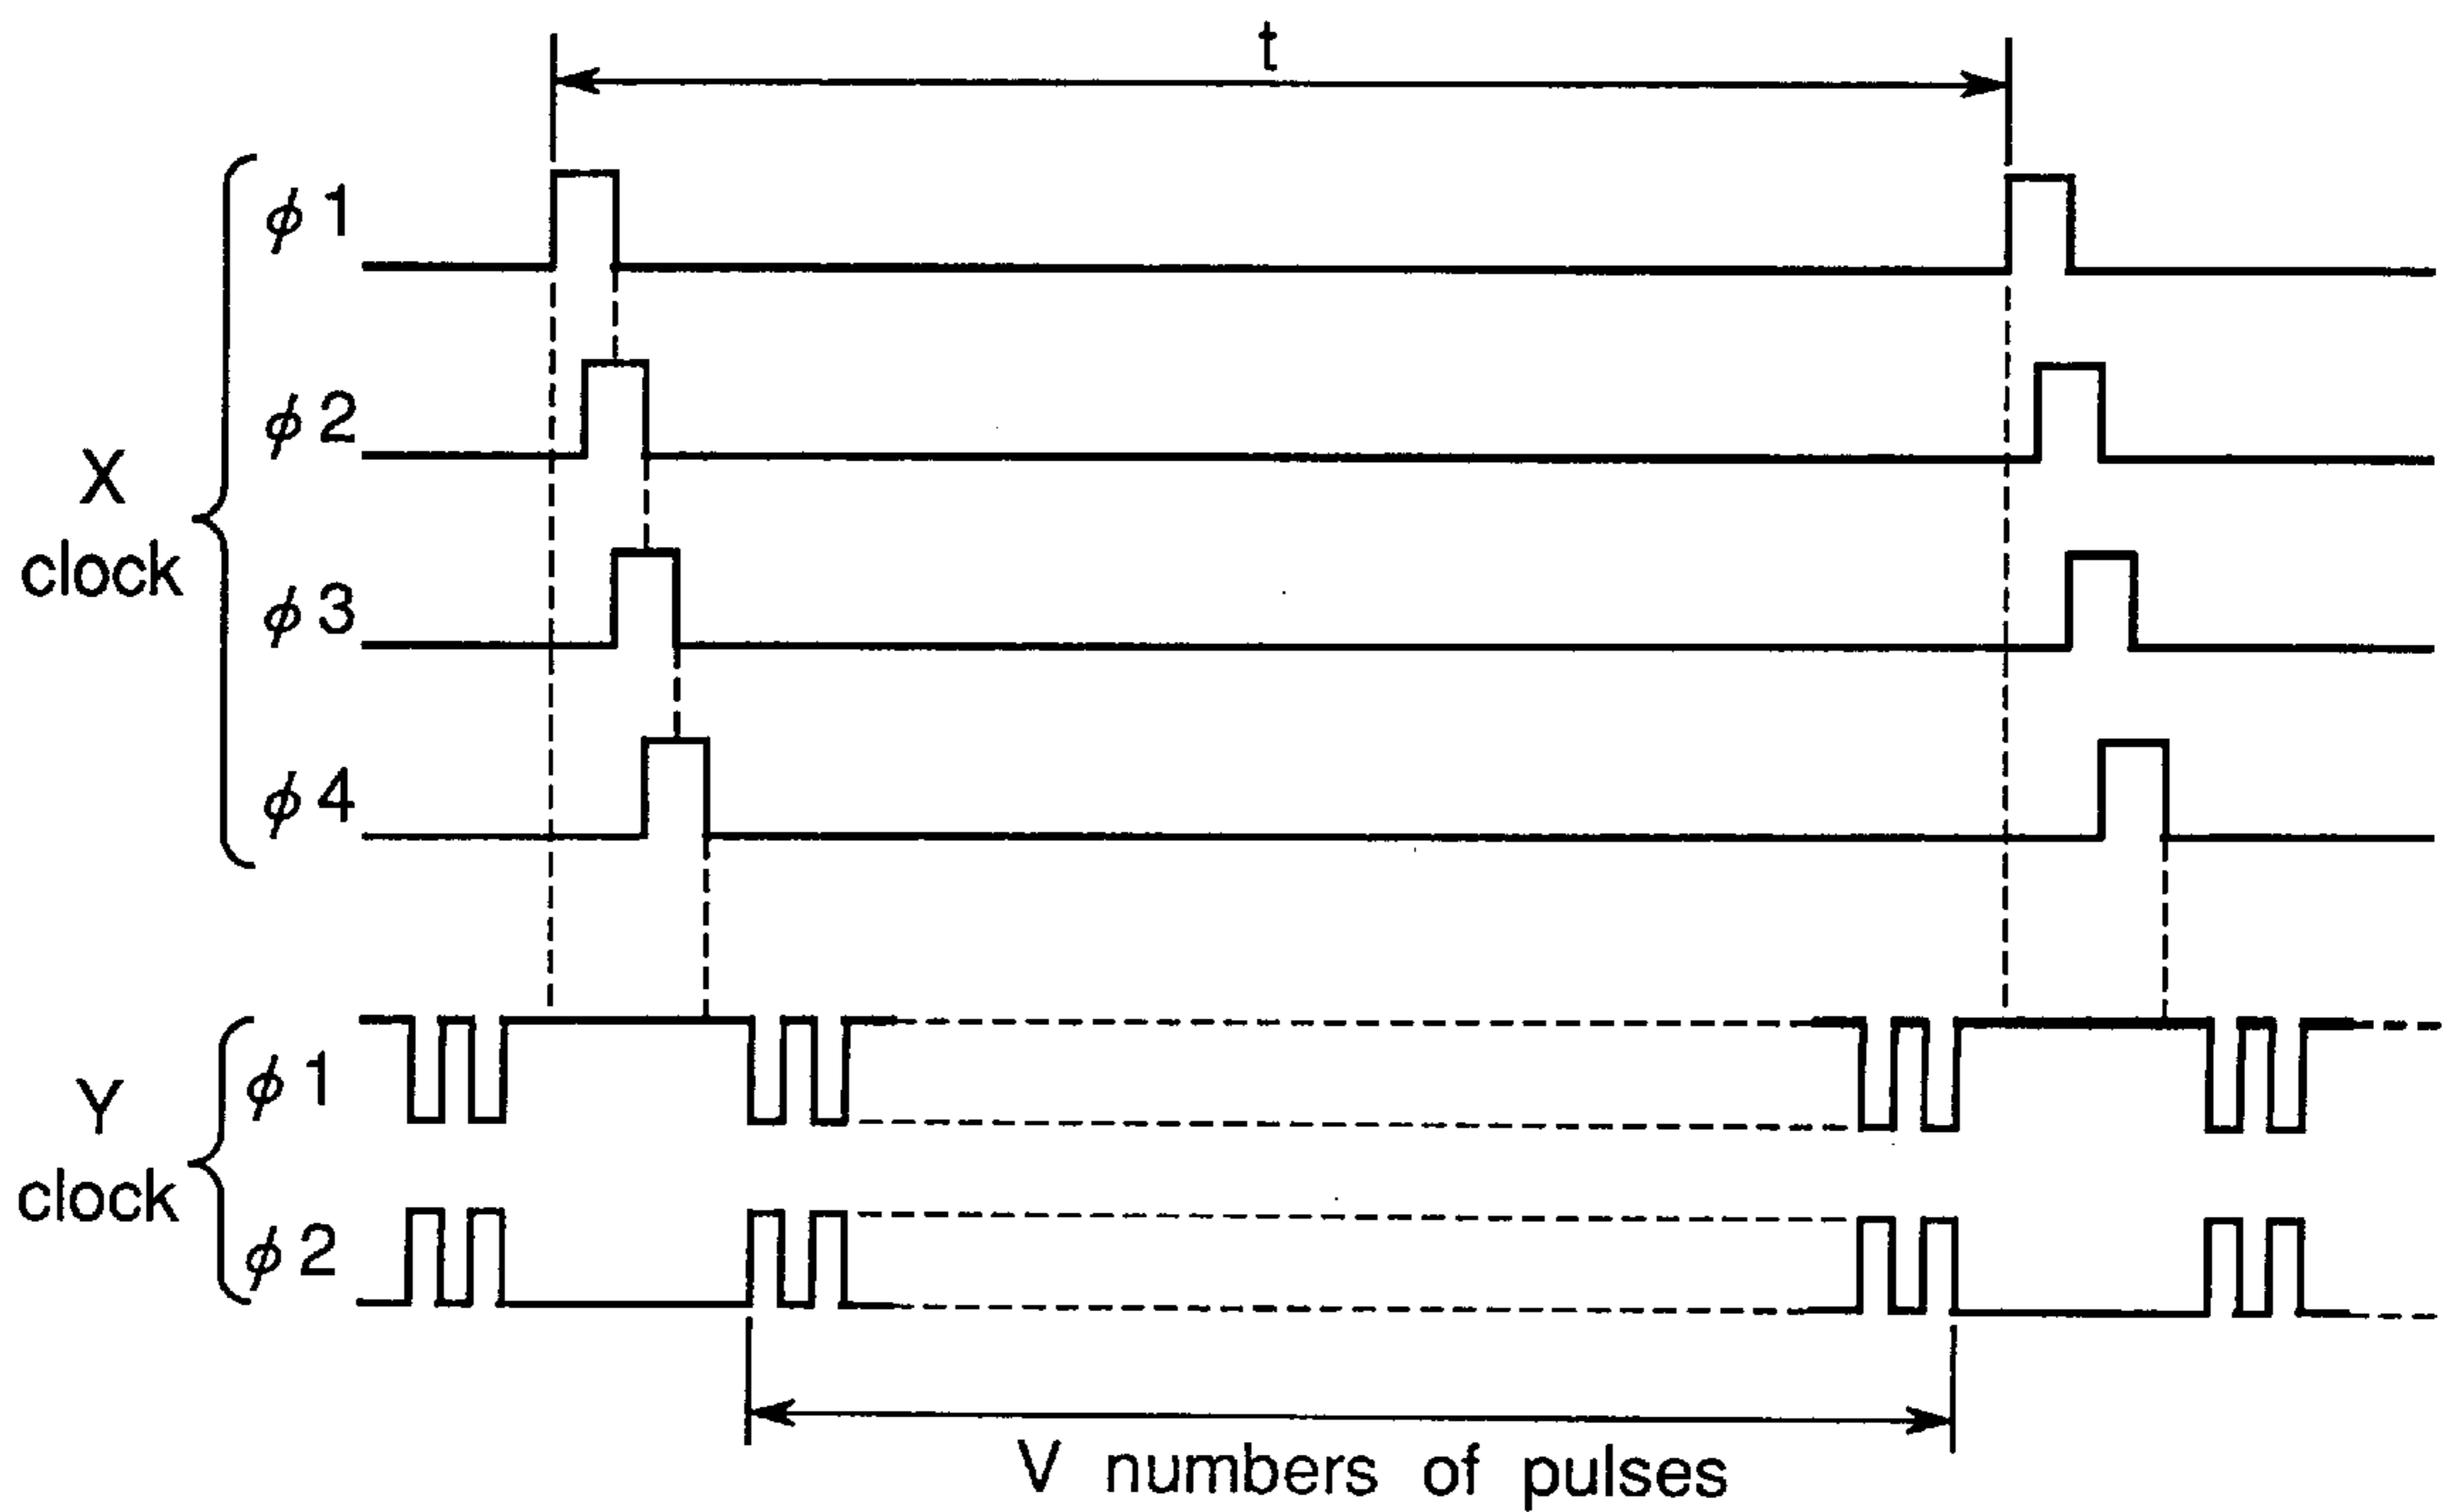 t
X
clock
ϕ1
ϕ2
ϕ3
ϕ4
Y
clock
ϕ1
ϕ2
V numbers of pulses